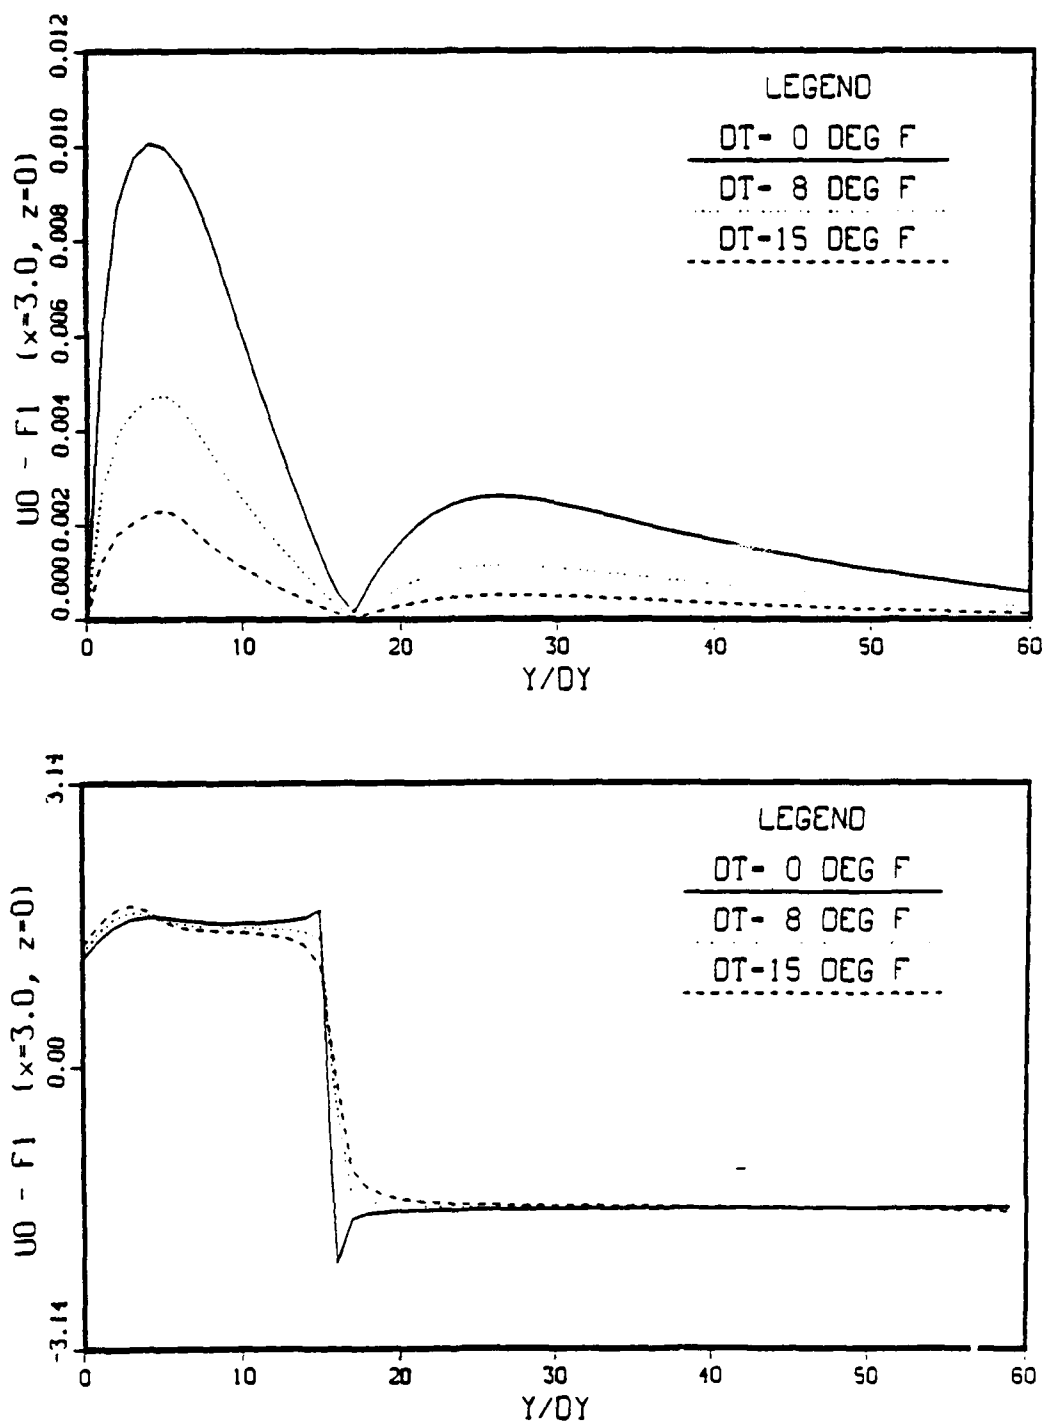 0.012
0.010
0.008
0.006
0.004
0.002
0.000
U0 - F1 (x=3.0, z=0)
LEGEND
DT- 0 DEG F
DT- 8 DEG F
DT-15 DEG F
0 10 20 30 40 50 60
Y/DY
3.14
0.00
-3.14
U0 - F1 (x=3.0, z=0)
LEGEND
DT- 0 DEG F
DT- 8 DEG F
DT-15 DEG F
0 10 20 30 40 50 60
Y/DY